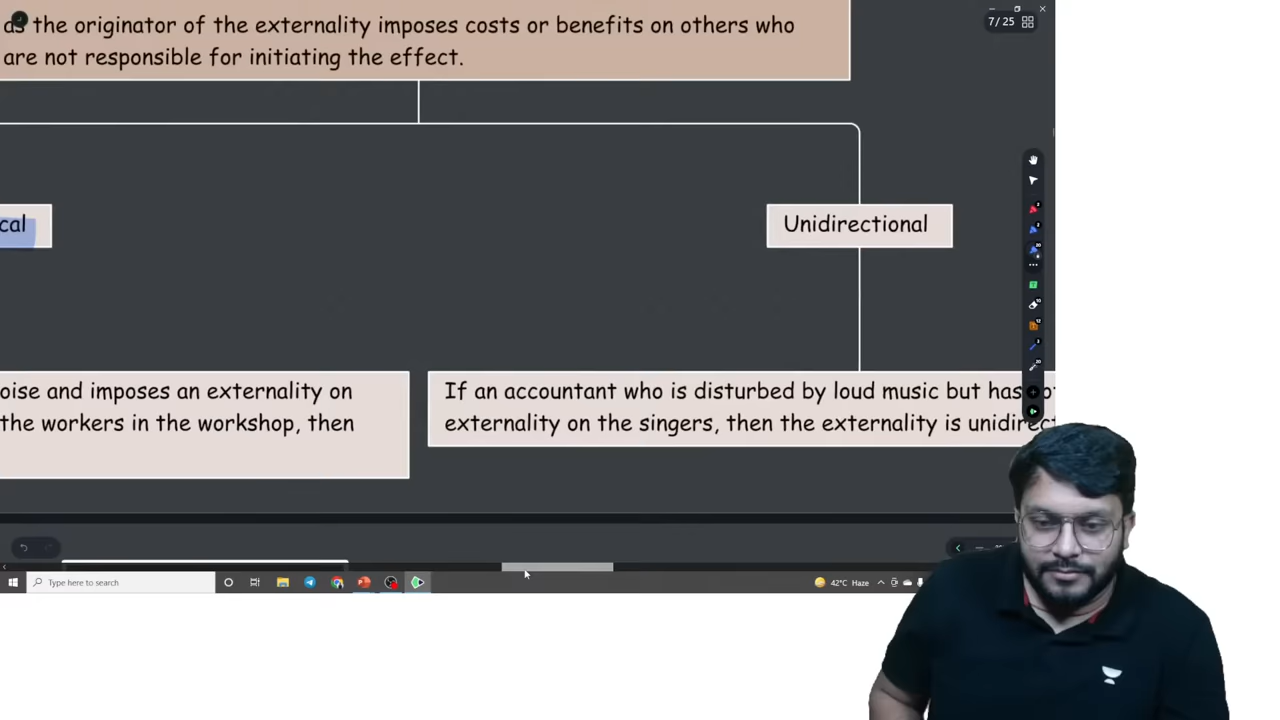 as the originator of the externality imposes costs or benefits on others who
are not responsible for initiating the effect.
7/25
cal
Unidirectional
oise and imposes an externality on
the workers in the workshop, then
If an accountant who is disturbed by loud music but has
externality on the singers, then the externality is unidirect
Type here to search
42°C Haze